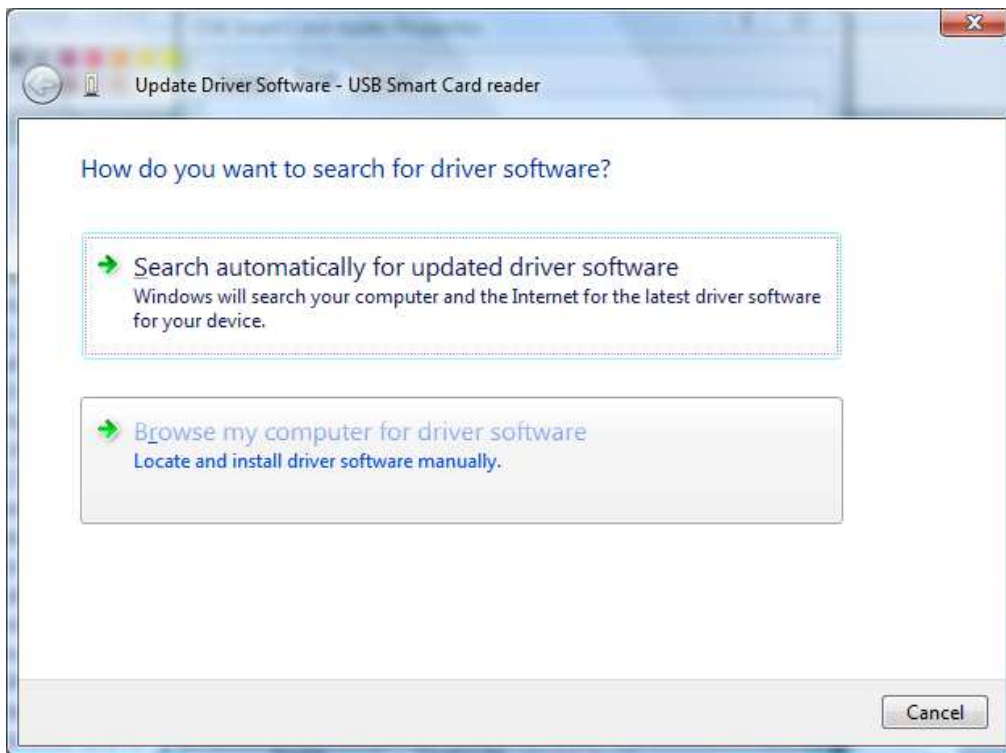 Update Driver Software - USB Smart Card reader
How do you want to search for driver software?
Search automatically for updated driver software
Windows will search your computer and the Internet for the latest driver software
for your device.
Browse my computer for driver software
Locate and install driver software manually.
Cancel